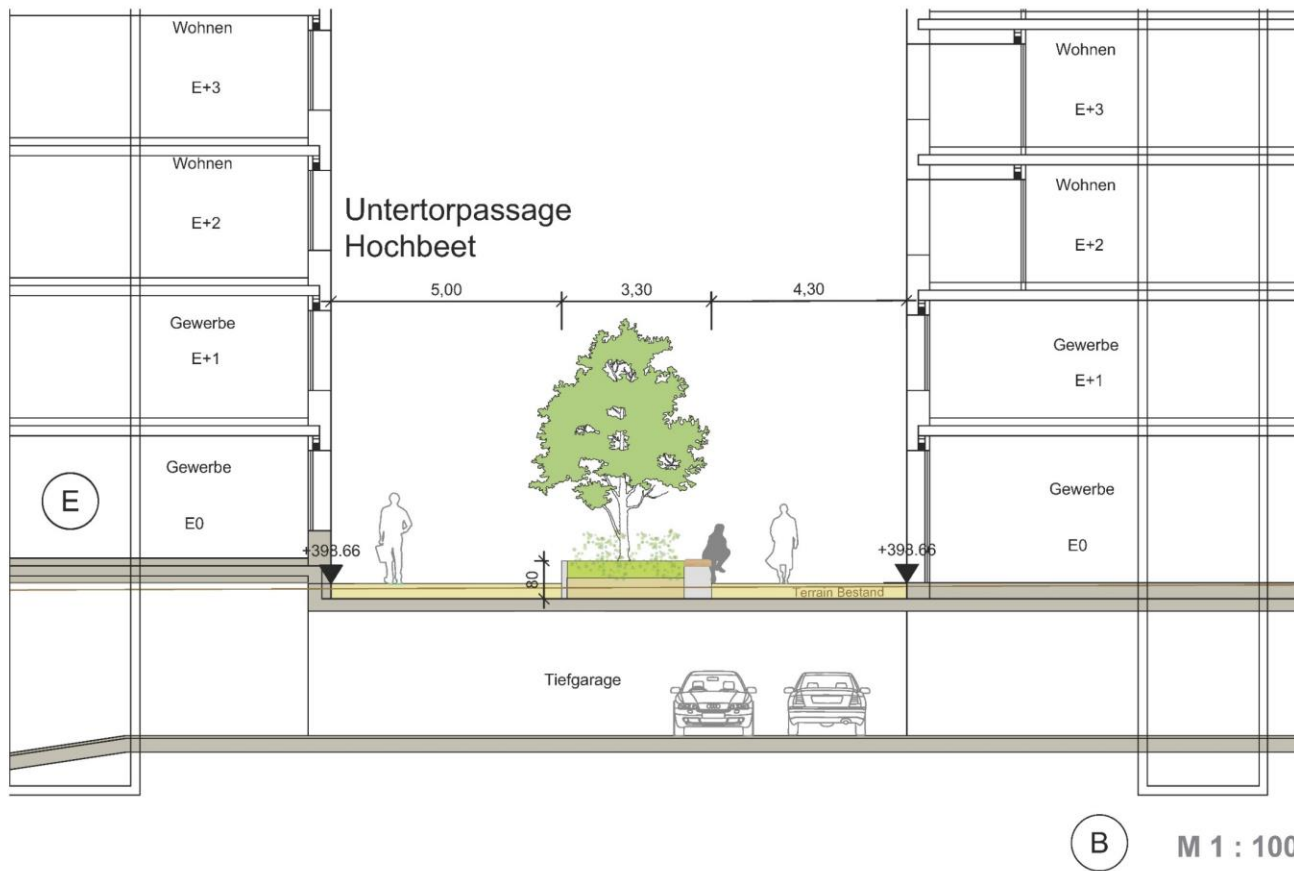 Wohnen
E+3
Wohnen
E+3
Wohnen
E+2
Wohnen
E+2
Untertorpassage
Hochbeet
5,00
3,30
4,30
Gewerbe
E+1
Gewerbe
E+1
Gewerbe
E0
Gewerbe
E0
E
+398.66
+398.66
80
Terrain Bestand
Tiefgarage
B
M 1 : 100